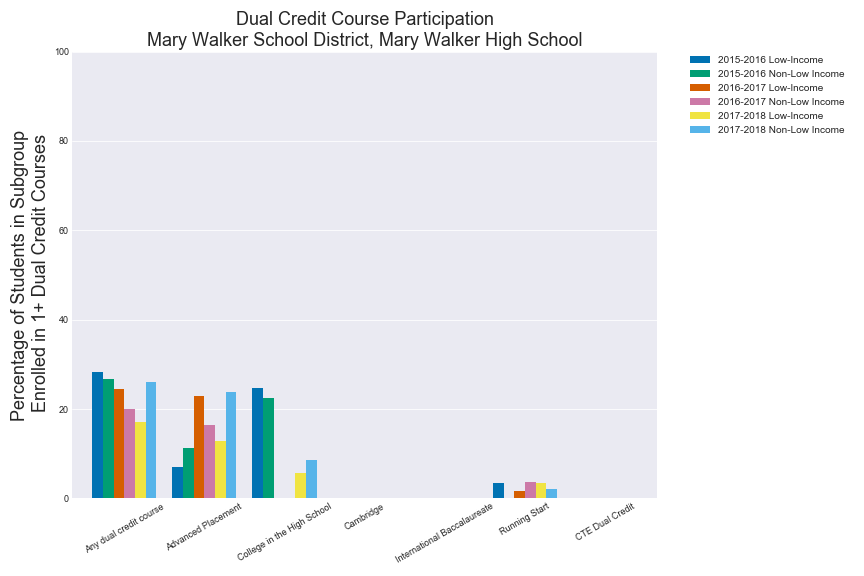 Dual Credit Course Participation
Mary Walker School District, Mary Walker High School
Percentage of Students in Subgroup
Enrolled in 1+ Dual Credit Courses
100
80
60
40
20
0
Any dual credit course
Advanced Placement
College in the High School
Cambridge
International Baccalaureate
Running Start
CTE Dual Credit
2015-2016 Low-Income
2015-2016 Non-Low Income
2016-2017 Low-Income
2016-2017 Non-Low Income
2017-2018 Low-Income
2017-2018 Non-Low Income